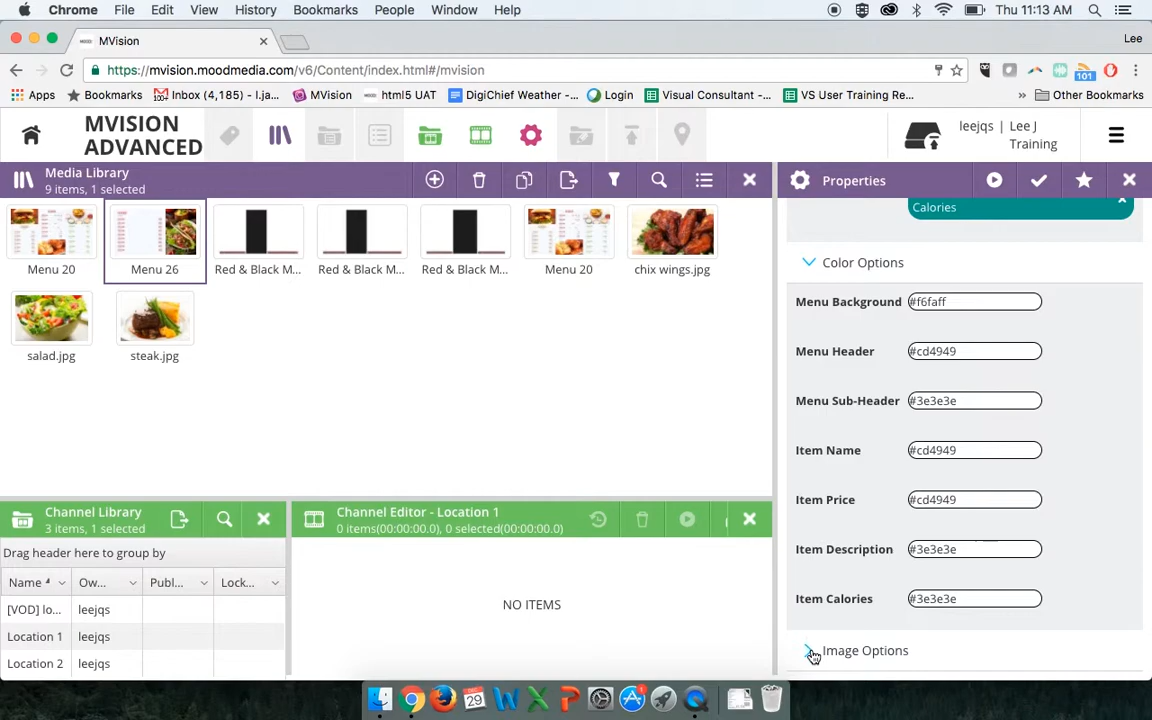 Chrome File Edit View History Bookmarks People Window Help Thu 11:13 AM
MVision Lee
https://mvision.moodmedia.com/v6/Content/index.html#/mvision 101
Apps Bookmarks Inbox (4,185) - l.ja... MVision html5 UAT DigiChief Weather -... Login Visual Consultant -... VS User Training Re... » Other Bookmarks
MVISION
ADVANCED
leejqs | Lee J
Training
Media Library
9 items, 1 selected
Properties
Calories
Menu 20 Menu 26 Red & Black M... Red & Black M... Red & Black M... Menu 20 chix wings.jpg
salad.jpg steak.jpg
Color Options
Menu Background #f6faff
Menu Header #cd4949
Menu Sub-Header #3e3e3e
Item Name #cd4949
Item Price #cd4949
Item Description #3e3e3e
Item Calories #3e3e3e
Image Options
Channel Library
3 items, 1 selected
Drag header here to group by
Name Ow... Publ... Lock...
[VOD] lo... leejqs
Location 1 leejqs
Location 2 leejqs
Channel Editor - Location 1
0 items(00:00:00.0), 0 selected(00:00:00.0)
NO ITEMS
29